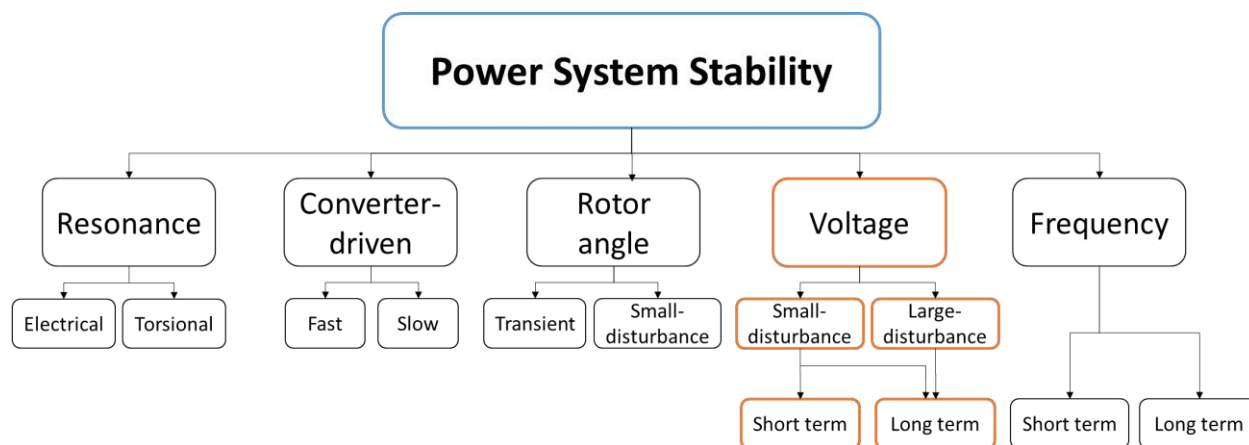 Power System Stability
Resonance
Converter-
driven
Rotor
angle
Voltage
Frequency
Electrical
Torsional
Fast
Slow
Transient
Small-
disturbance
Small-
disturbance
Large-
disturbance
Short term
Long term
Short term
Long term